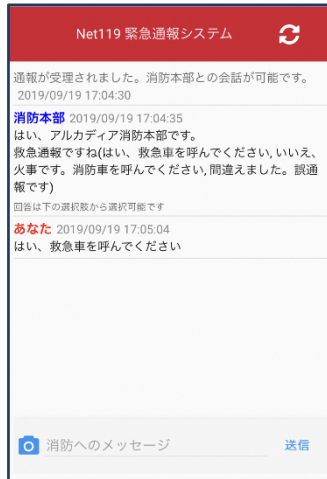 Net119 緊急通報システム
通報が受理されました。消防本部との会話が可能です。
2019/09/19 17:04:30
消防本部 2019/09/19 17:04:35
はい、アルカディア消防本部です。
救急通報ですね(はい、救急車を呼んでください, いいえ、
火事です。消防車を呼んでください, 間違えました。誤通
報です)
回答は下の選択肢から選択可能です
あなた 2019/09/19 17:05:04
はい、救急車を呼んでください
消防へのメッセージ
送信